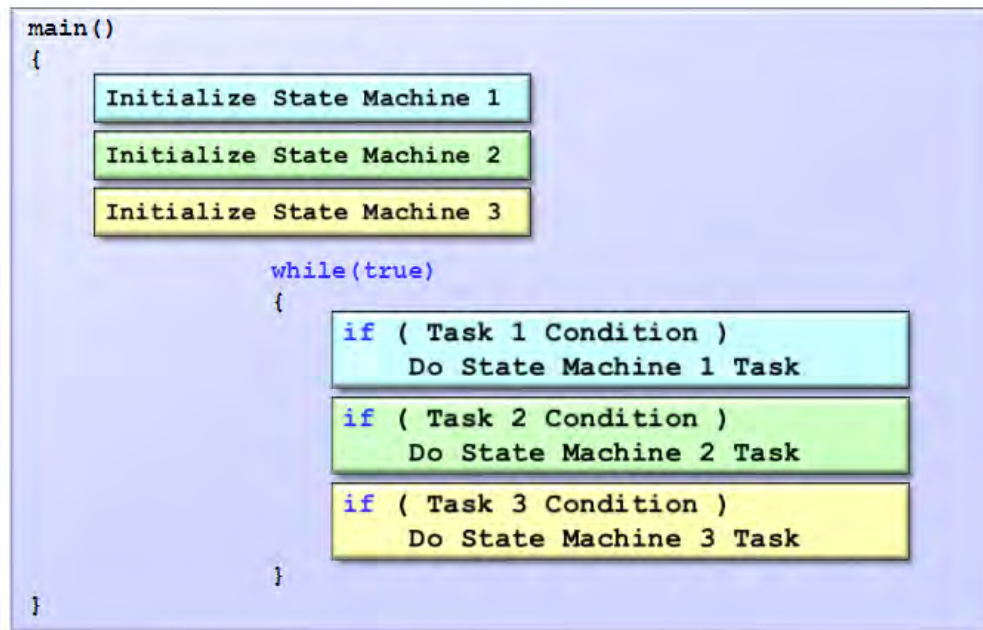 main()
{
Initialize State Machine 1
Initialize State Machine 2
Initialize State Machine 3
while(true)
{
if ( Task 1 Condition )
Do State Machine 1 Task
if ( Task 2 Condition )
Do State Machine 2 Task
if ( Task 3 Condition )
Do State Machine 3 Task
}
}